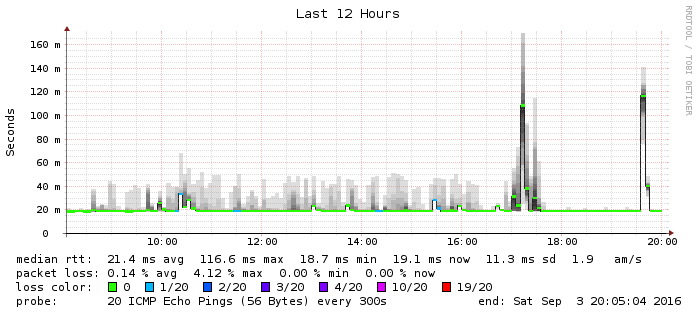 Last 12 Hours
RRDTOOL / TOBI OETIKER
Seconds
160 m
140 m
120 m
100 m
80 m
60 m
40 m
20 m
0
10:00 12:00 14:00 16:00 18:00 20:00
median rtt: 21.4 ms avg 116.6 ms max 18.7 ms min 19.1 ms now 11.3 ms sd 1.9 am/s
packet loss: 0.14 % avg 4.12 % max 0.00 % min 0.00 % now
loss color: 0 1/20 2/20 3/20 4/20 10/20 19/20
probe: 20 ICMP Echo Pings (56 Bytes) every 300s end: Sat Sep 3 20:05:04 2016